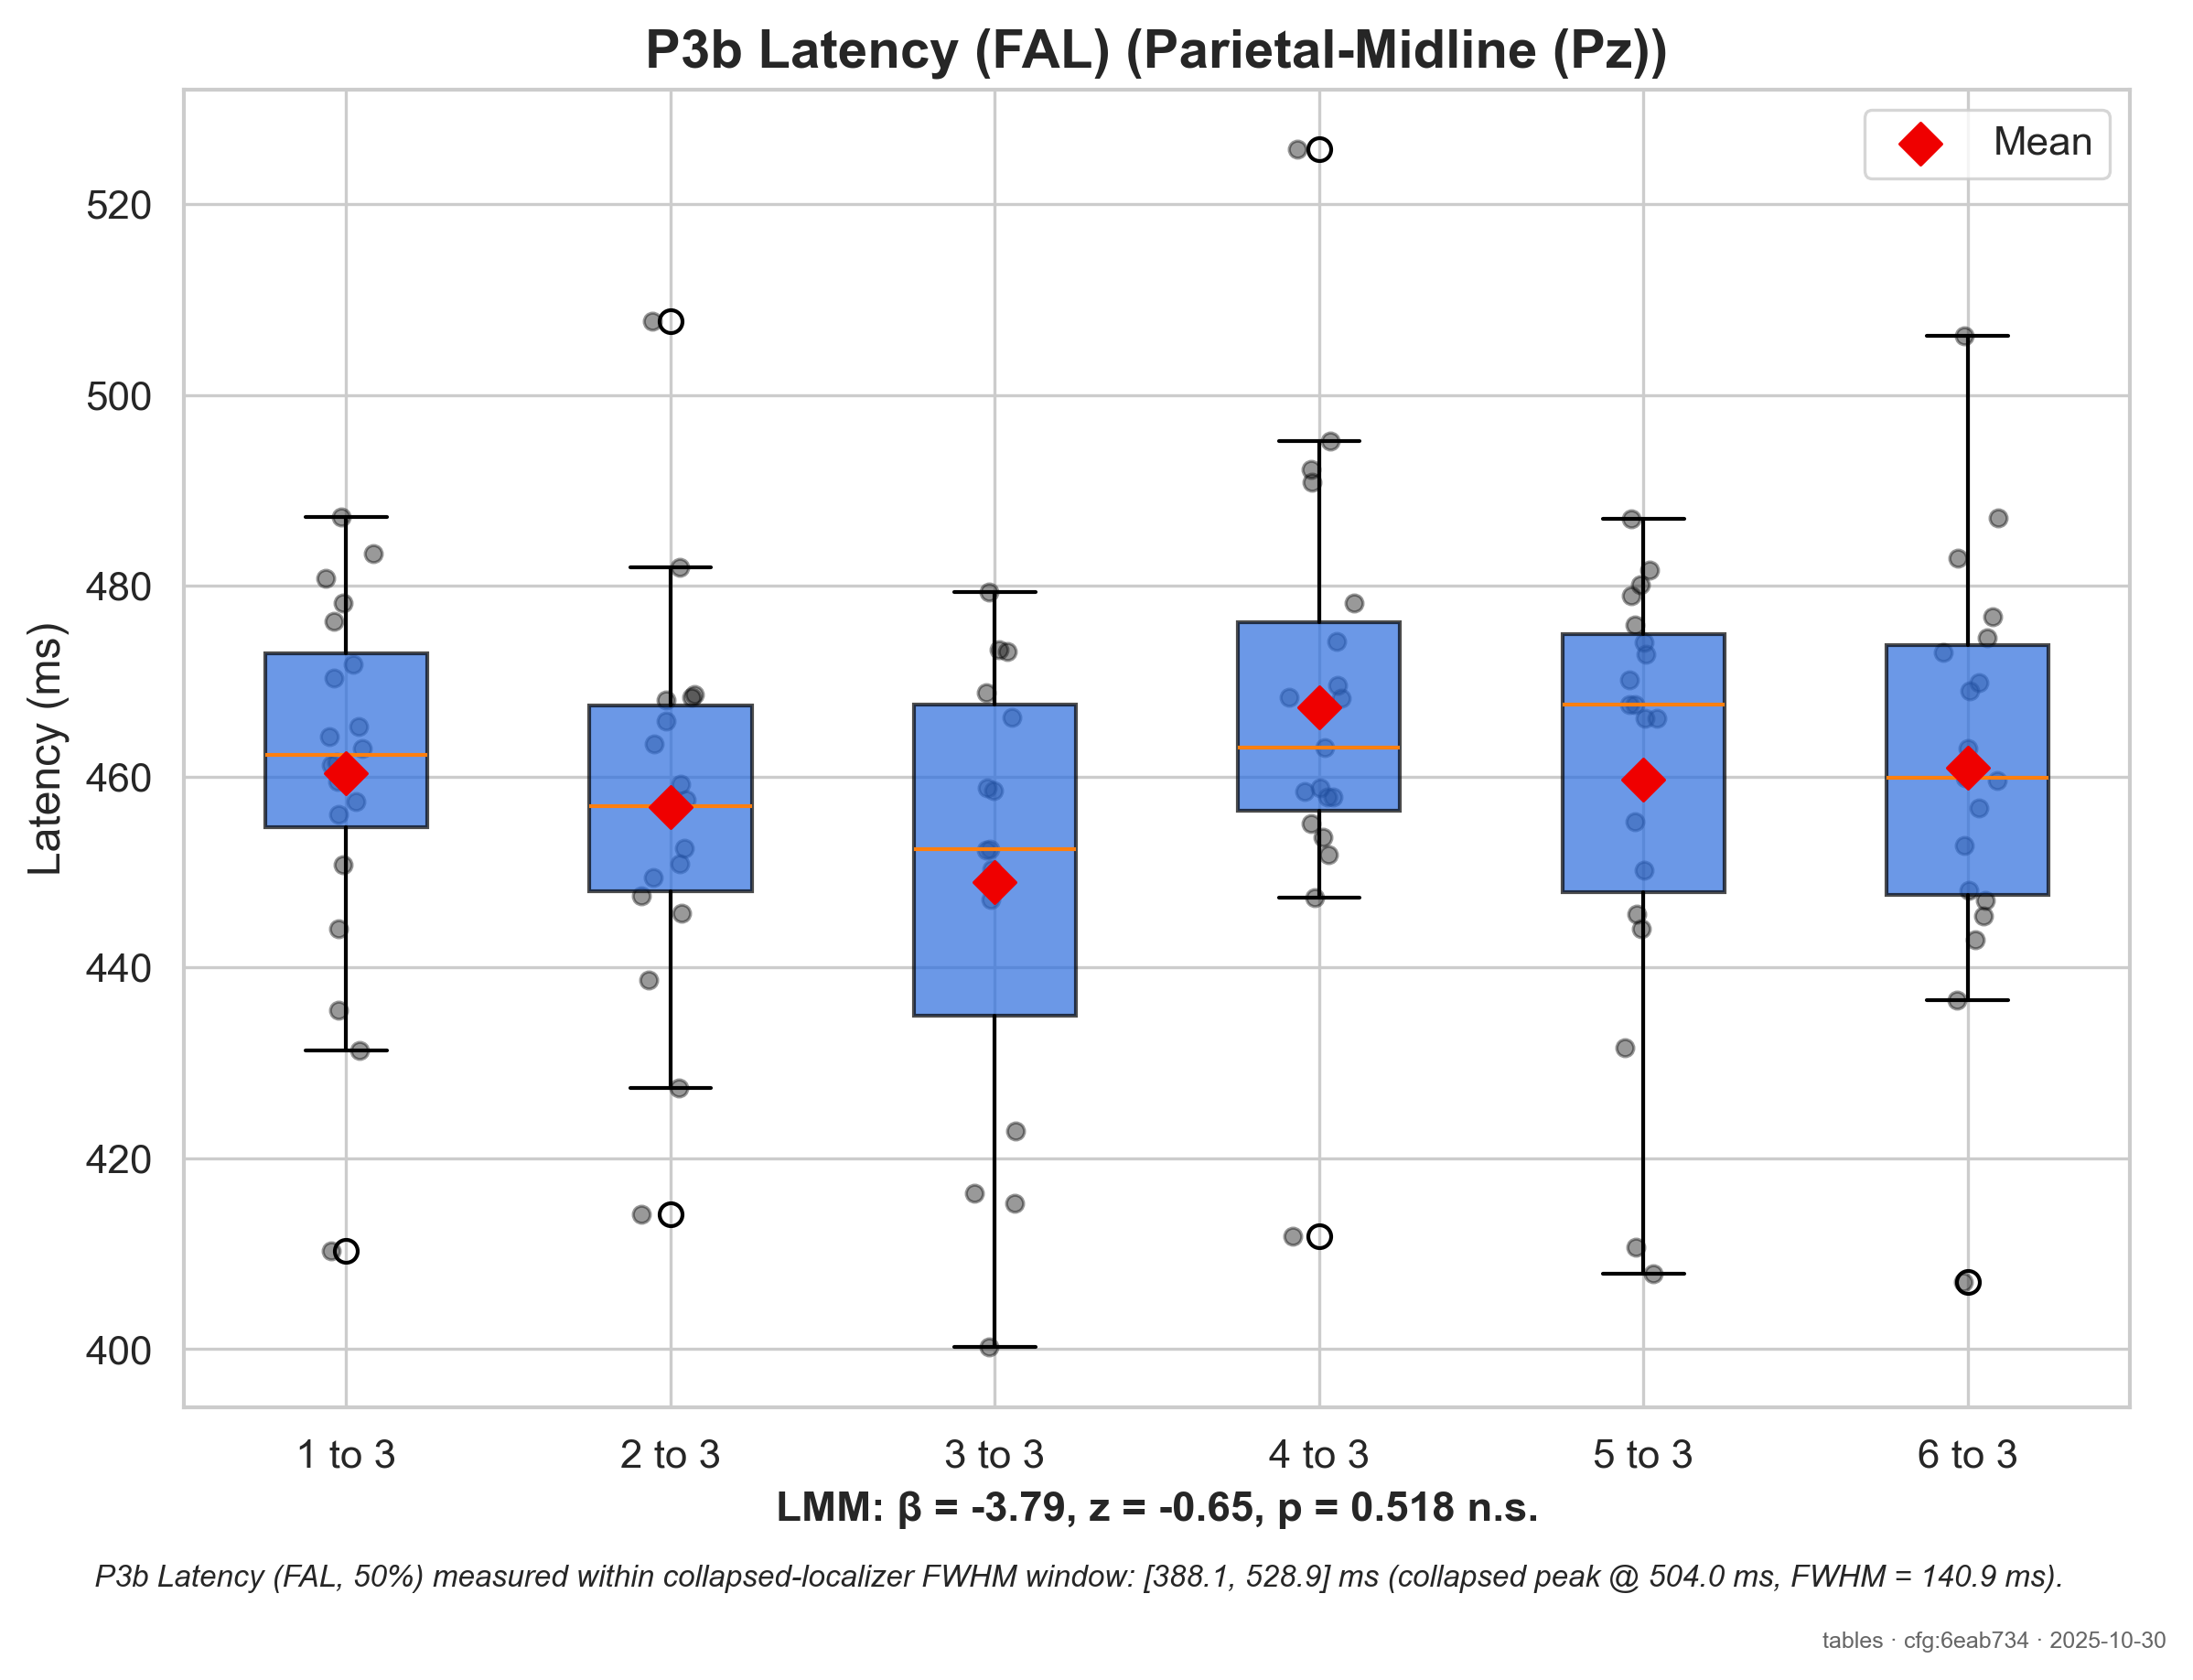 P3b Latency (FAL) (Parietal-Midline (Pz))
Mean
Latency (ms)
520
500
480
460
440
420
400
1 to 3
2 to 3
3 to 3
4 to 3
5 to 3
6 to 3
LMM: β = -3.79, z = -0.65, p = 0.518 n.s.
P3b Latency (FAL, 50%) measured within collapsed-localizer FWHM window: [388.1, 528.9] ms (collapsed peak @ 504.0 ms, FWHM = 140.9 ms).
tables · cfg:6eab734 · 2025-10-30